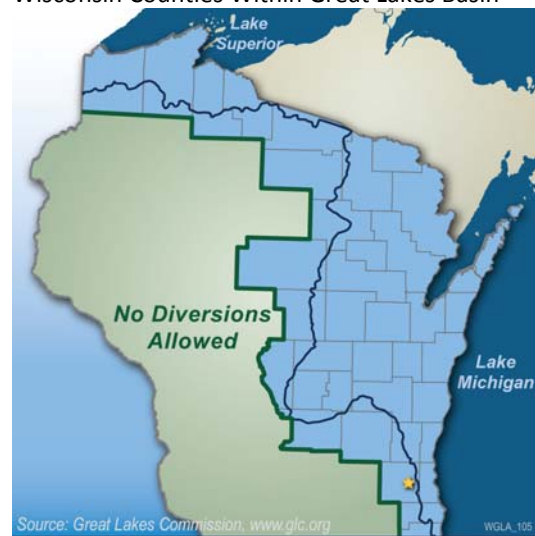 Wisconsin Counties Within Great Lakes Basin
Lake
Superior
No Diversions
Allowed
Lake
Michigan
Source: Great Lakes Commission, www.glc.org
WGLA_105